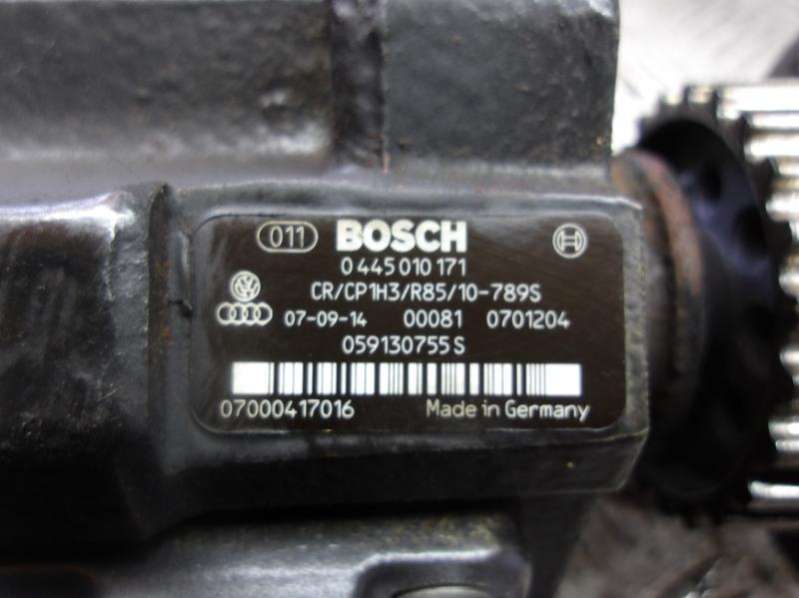 011 BOSCH
0 445 010 171
CR/CP1H3/R85/10-789S
07-09-14 00081 0701204
059130755 S
07000417016 Made in Germany